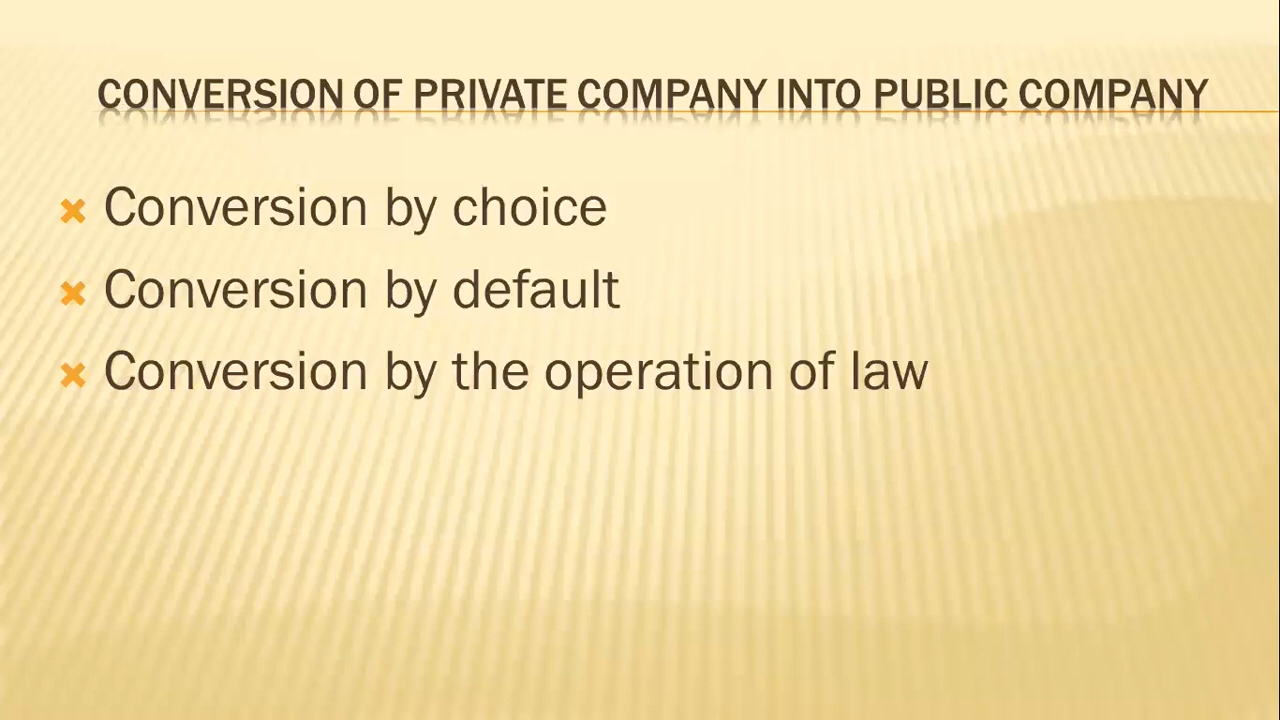 CONVERSION OF PRIVATE COMPANY INTO PUBLIC COMPANY
Conversion by choice
Conversion by default
Conversion by the operation of law